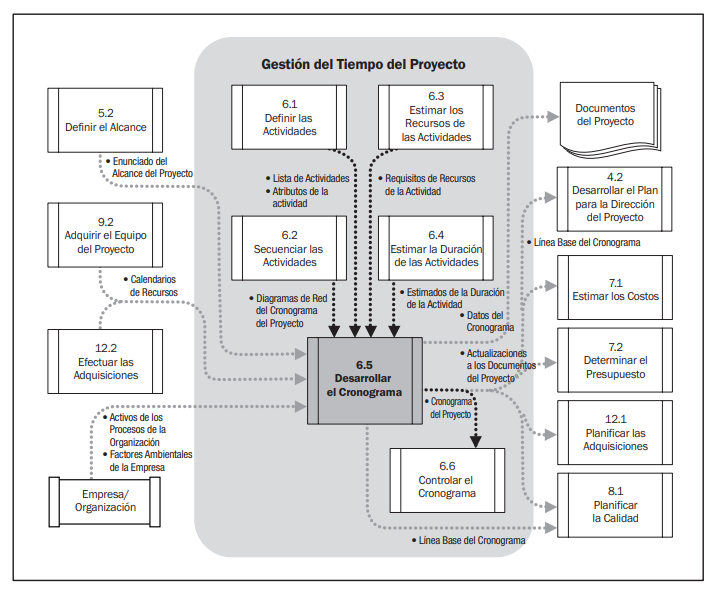 Gestión del Tiempo del Proyecto
5.2
Definir el Alcance
• Enunciado del
Alcance del Proyecto
9.2
Adquirir el Equipo
del Proyecto
• Calendarios
de Recursos
12.2
Efectuar las
Adquisiciones
• Activos de los
Procesos de la
Organización
• Factores Ambientales
de la Empresa
Empresa/
Organización
6.1
Definir las
Actividades
• Lista de Actividades
• Atributos de la
actividad
6.2
Secuenciar las
Actividades
• Diagramas de Red
del Cronograma
del Proyecto
6.3
Estimar los
Recursos de
las Actividades
• Requisitos de Recursos
de la Actividad
6.4
Estimar la Duración
de las Actividades
• Estimados de la Duración
de la Actividad
• Datos del
Cronograma
6.5
Desarrollar
el Cronograma
• Actualizaciones
a los Documentos
del Proyecto
• Cronograma
del Proyecto
6.6
Controlar el
Cronograma
• Línea Base del Cronograma
Documentos
del Proyecto
4.2
Desarrollar el Plan
para la Dirección
del Proyecto
• Línea Base del Cronograma
7.1
Estimar los Costos
7.2
Determinar el
Presupuesto
12.1
Planificar las
Adquisiciones
8.1
Planificar
la Calidad